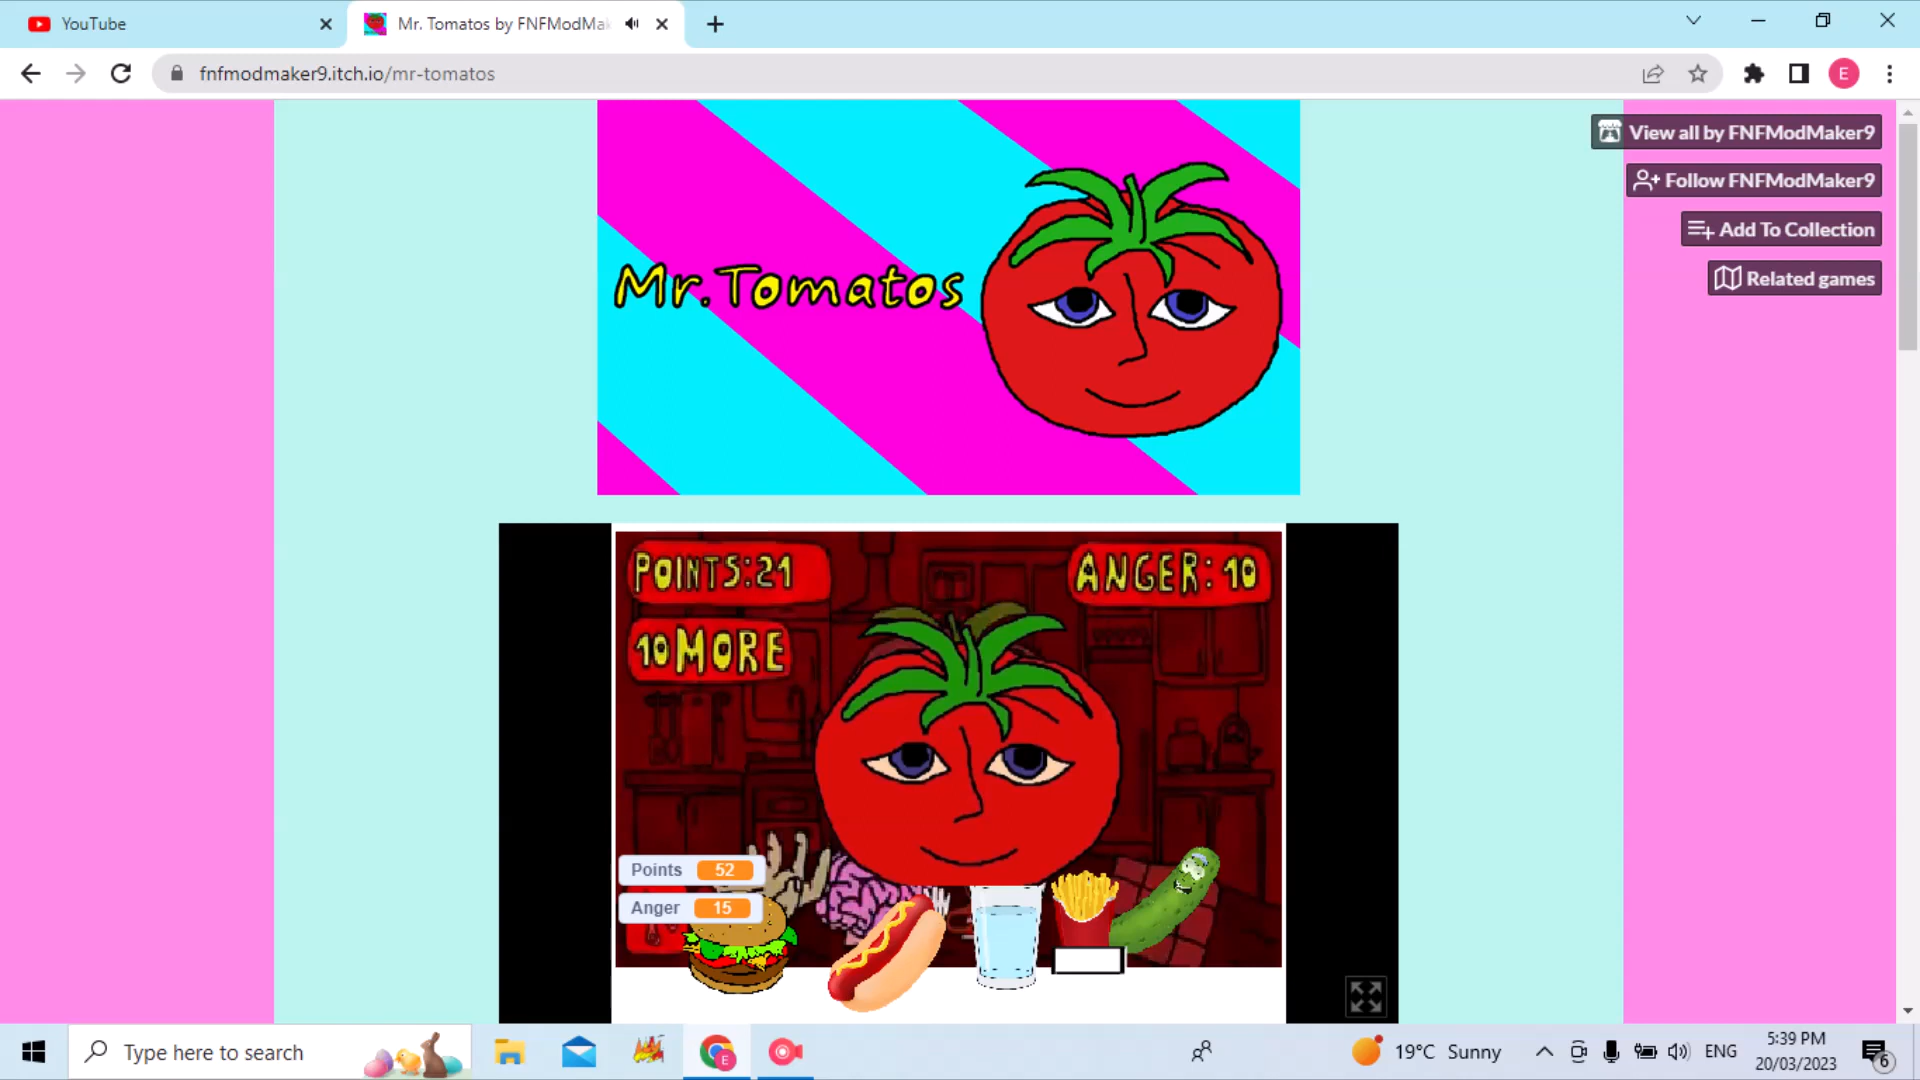 YouTube
Mr. Tomatos by FNFModMa
fnfmodmaker9.itch.io/mr-tomatos
E
View all by FNFModMaker9
Follow FNFModMaker9
Add To Collection
Related games
Mr.Tomatos
POINTS:21
ANGER:10
10MORE
Points 52
Anger 15
Type here to search
E
19°C Sunny
ENG
5:39 PM
20/03/2023
6